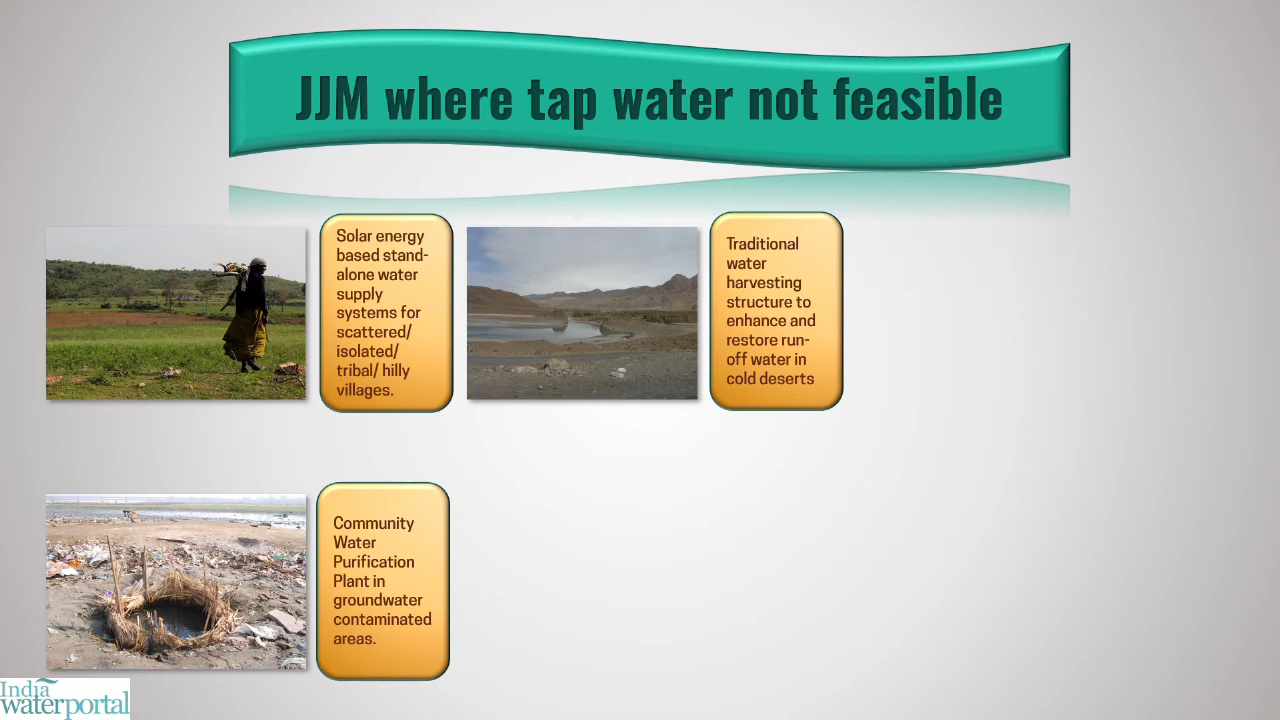 JJM where tap water not feasible
Solar energy
based stand-
alone water
supply
systems for
scattered/
isolated/
tribal/ hilly
villages.
Traditional
water
harvesting
structure to
enhance and
restore run-
off water in
cold deserts
Community
Water
Purification
Plant in
groundwater
contaminated
areas.
India
waterportal